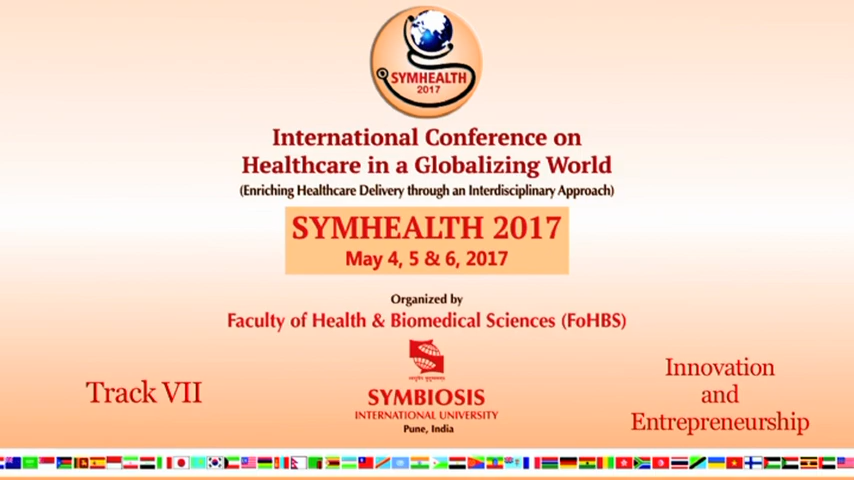 SYMHEALTH
2017
International Conference on
Healthcare in a Globalizing World
(Enriching Healthcare Delivery through an Interdisciplinary Approach)
SYMHEALTH 2017
May 4, 5 & 6, 2017
Organized by
Faculty of Health & Biomedical Sciences (FoHBS)
Track VII
SYMBIOSIS
INTERNATIONAL UNIVERSITY
Pune, India
Innovation
and
Entrepreneurship